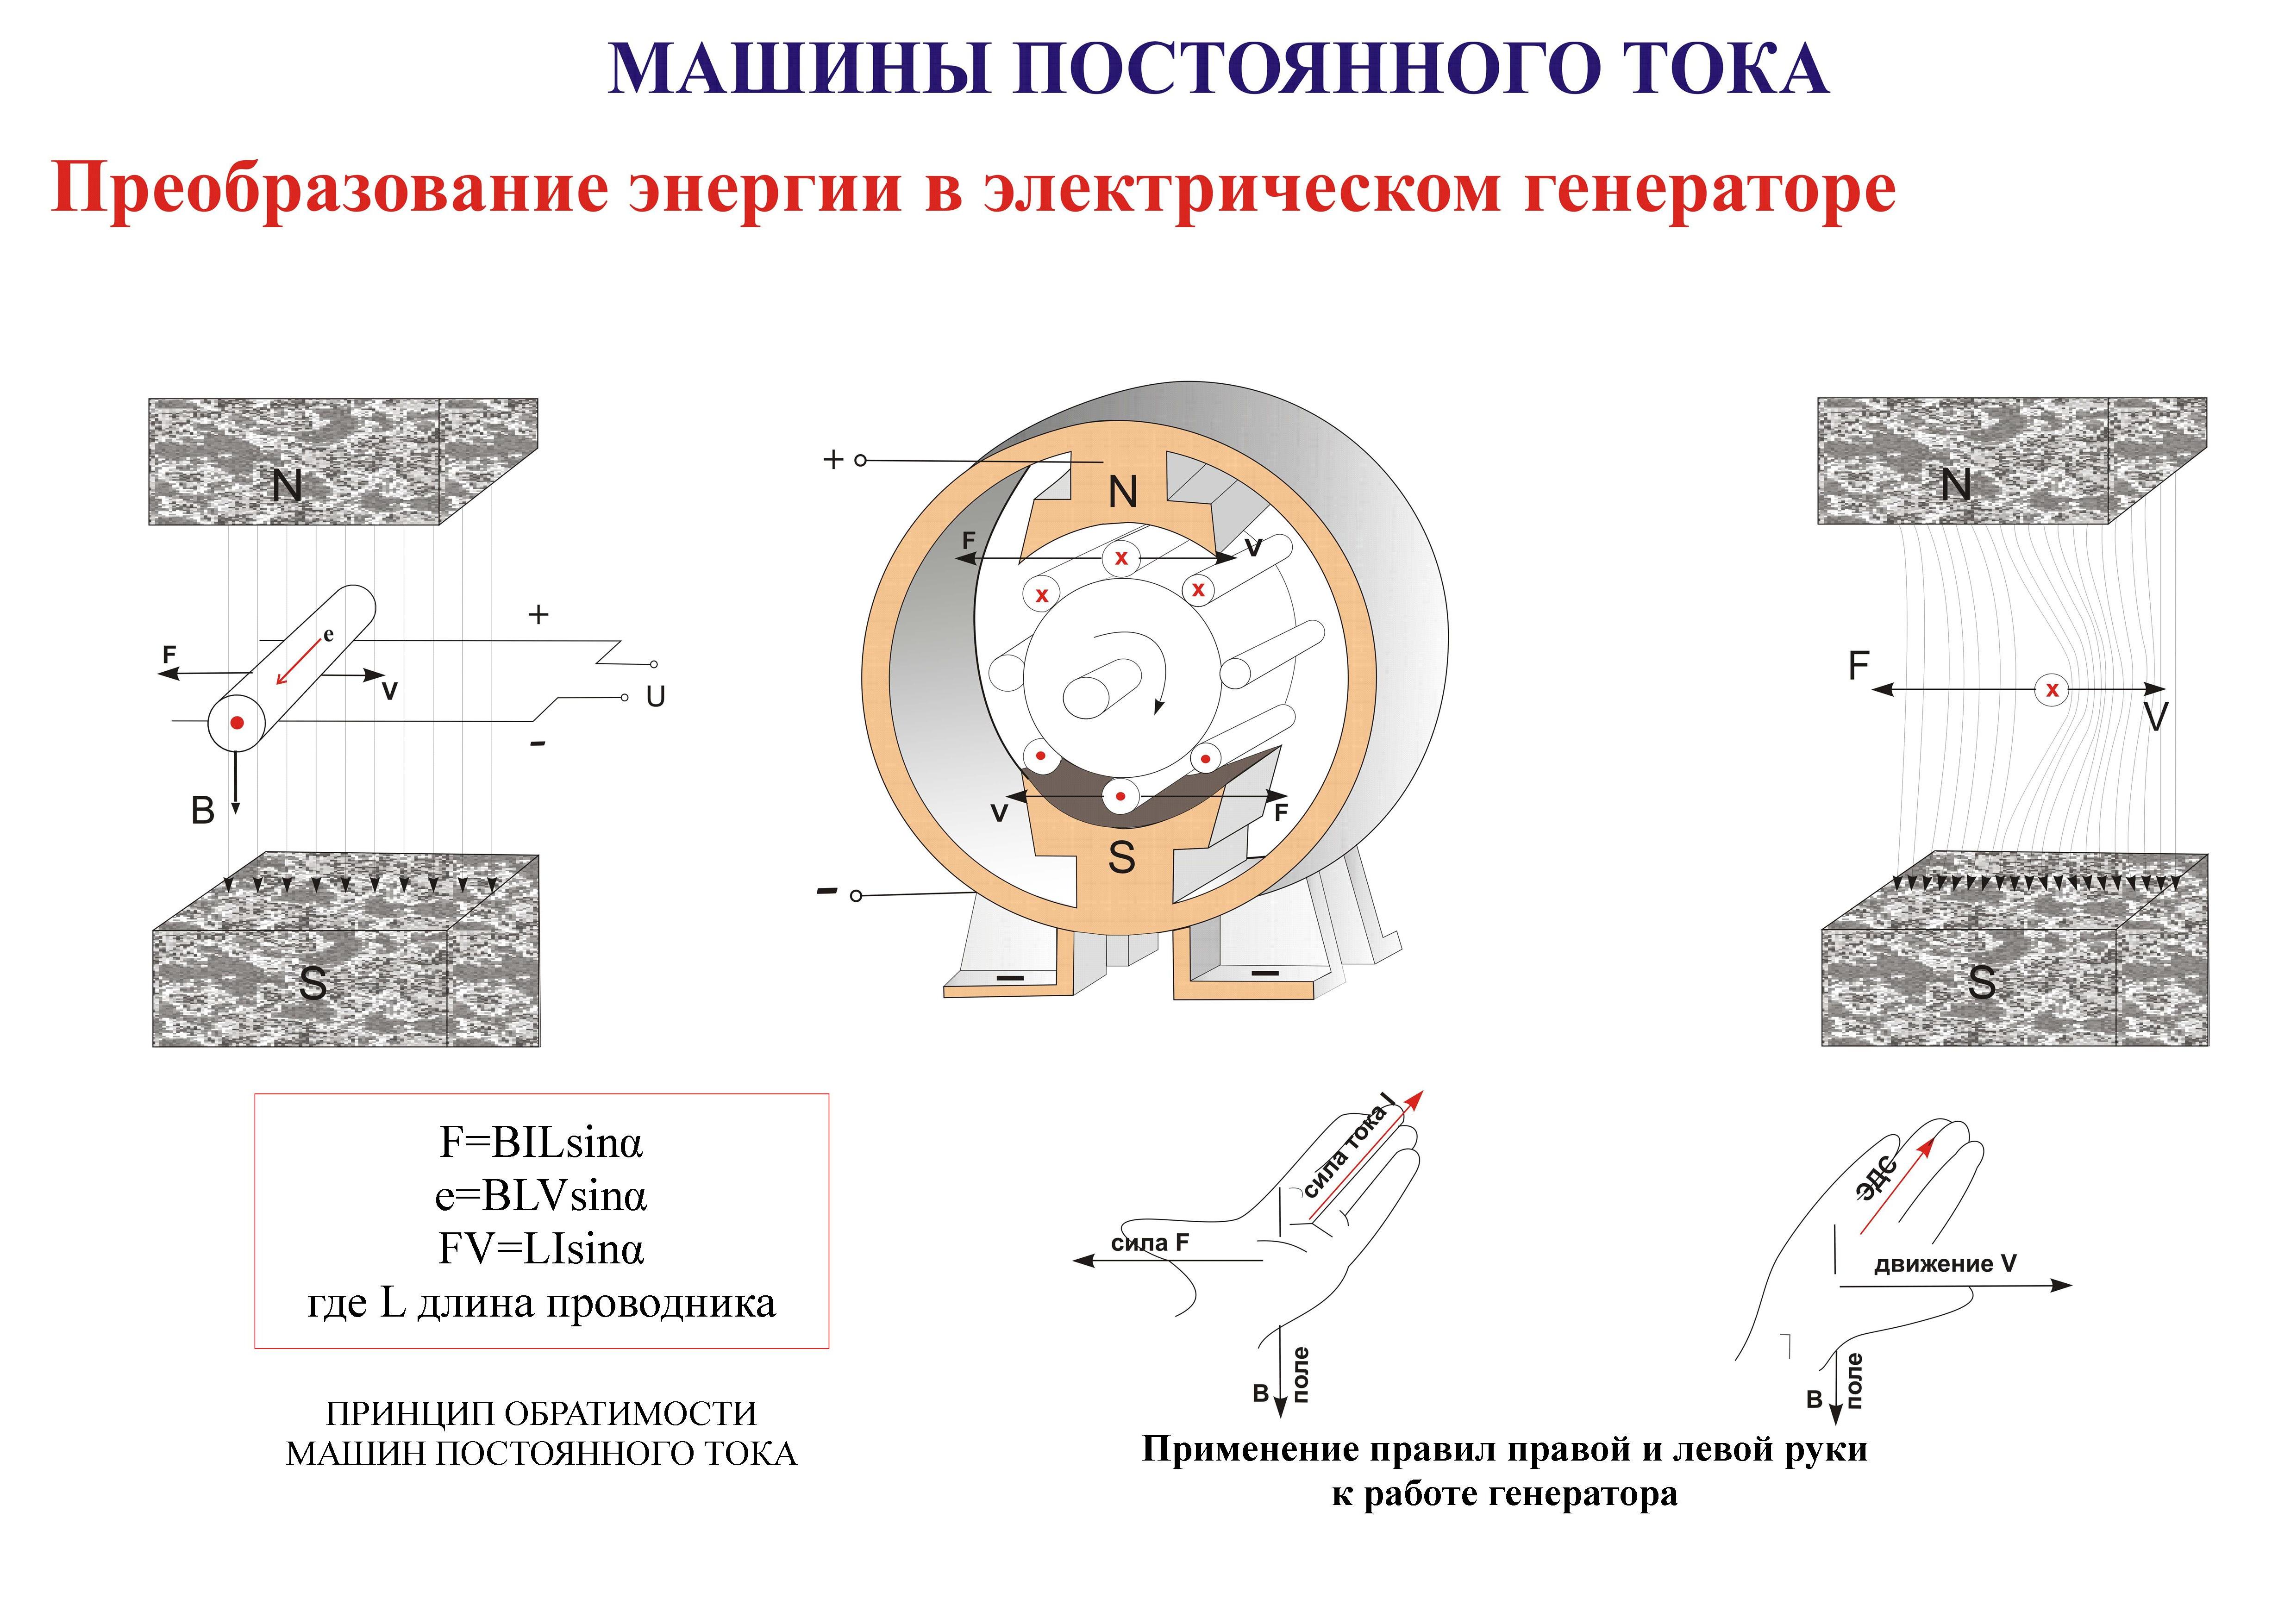 МАШИНЫ ПОСТОЯННОГО ТОКА
Преобразование энергии в электрическом генераторе
N
e
F
V
+
-
U
B
S
+
N
F
V
x
x
x
V
F
S
-
N
F
x
V
S
F=BILsinα
e=BLVsinα
FV=LIsinα
где L длина проводника
ПРИНЦИП ОБРАТИМОСТИ
МАШИН ПОСТОЯННОГО ТОКА
сила тока I
сила F
B
поле
ЭДС
движение V
B
поле
Применение правил правой и левой руки
к работе генератора